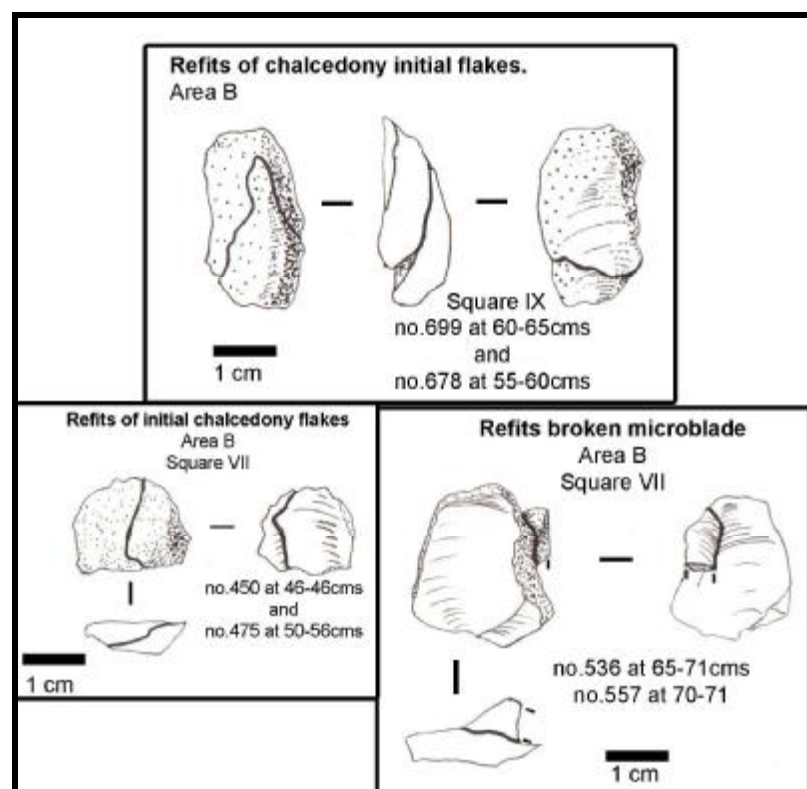 Refits of chalcedony initial flakes.
Area B
Square IX
no.699 at 60-65cms
and
no.678 at 55-60cms
1 cm
Refits of initial chalcedony flakes
Area B
Square VII
no.450 at 46-46cms
and
no.475 at 50-56cms
1 cm
Refits broken microblade
Area B
Square VII
no.536 at 65-71cms
no.557 at 70-71
1 cm